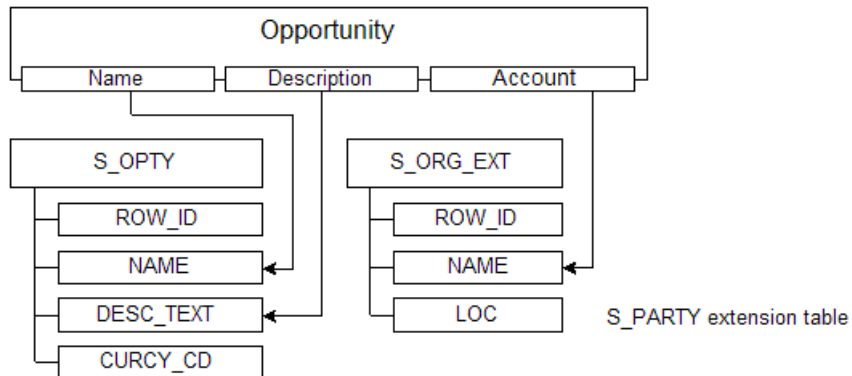 Opportunity
Name Description Account
S_OPTY S_ORG_EXT
ROW_ID ROW_ID
NAME NAME
DESC_TEXT LOC S_PARTY extension table
CURCY_CD